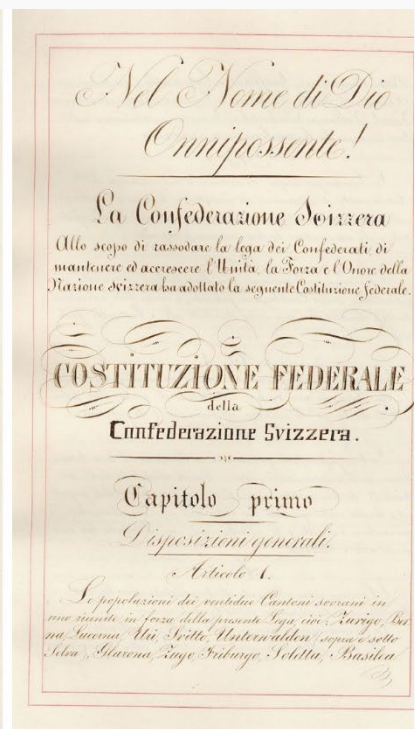 Nel Nome di Dio
Onnipossente!
La Confederazione Svizzera
Allo scopo di rassodare la lega dei Confederati, di
mantenere ed accrescere l'Unità, la Forza e l'Onore della
Nazione svizzera ha adottato la seguente Costituzione federale.
COSTITUZIONE FEDERALE
della
Confederazione Svizzera.
Capitolo primo
Disposizioni generali.
Articolo 1.
Le popolazioni dei ventidue Cantoni sovrani in
uno riunite in forza della presente Lega, cioè: Zurigo, Ber
na, Lucerna, Uri, Svitto, Unterwalden (sopra e sotto
Selva), Glarona, Zugo, Friburgo, Soletta, Basilea